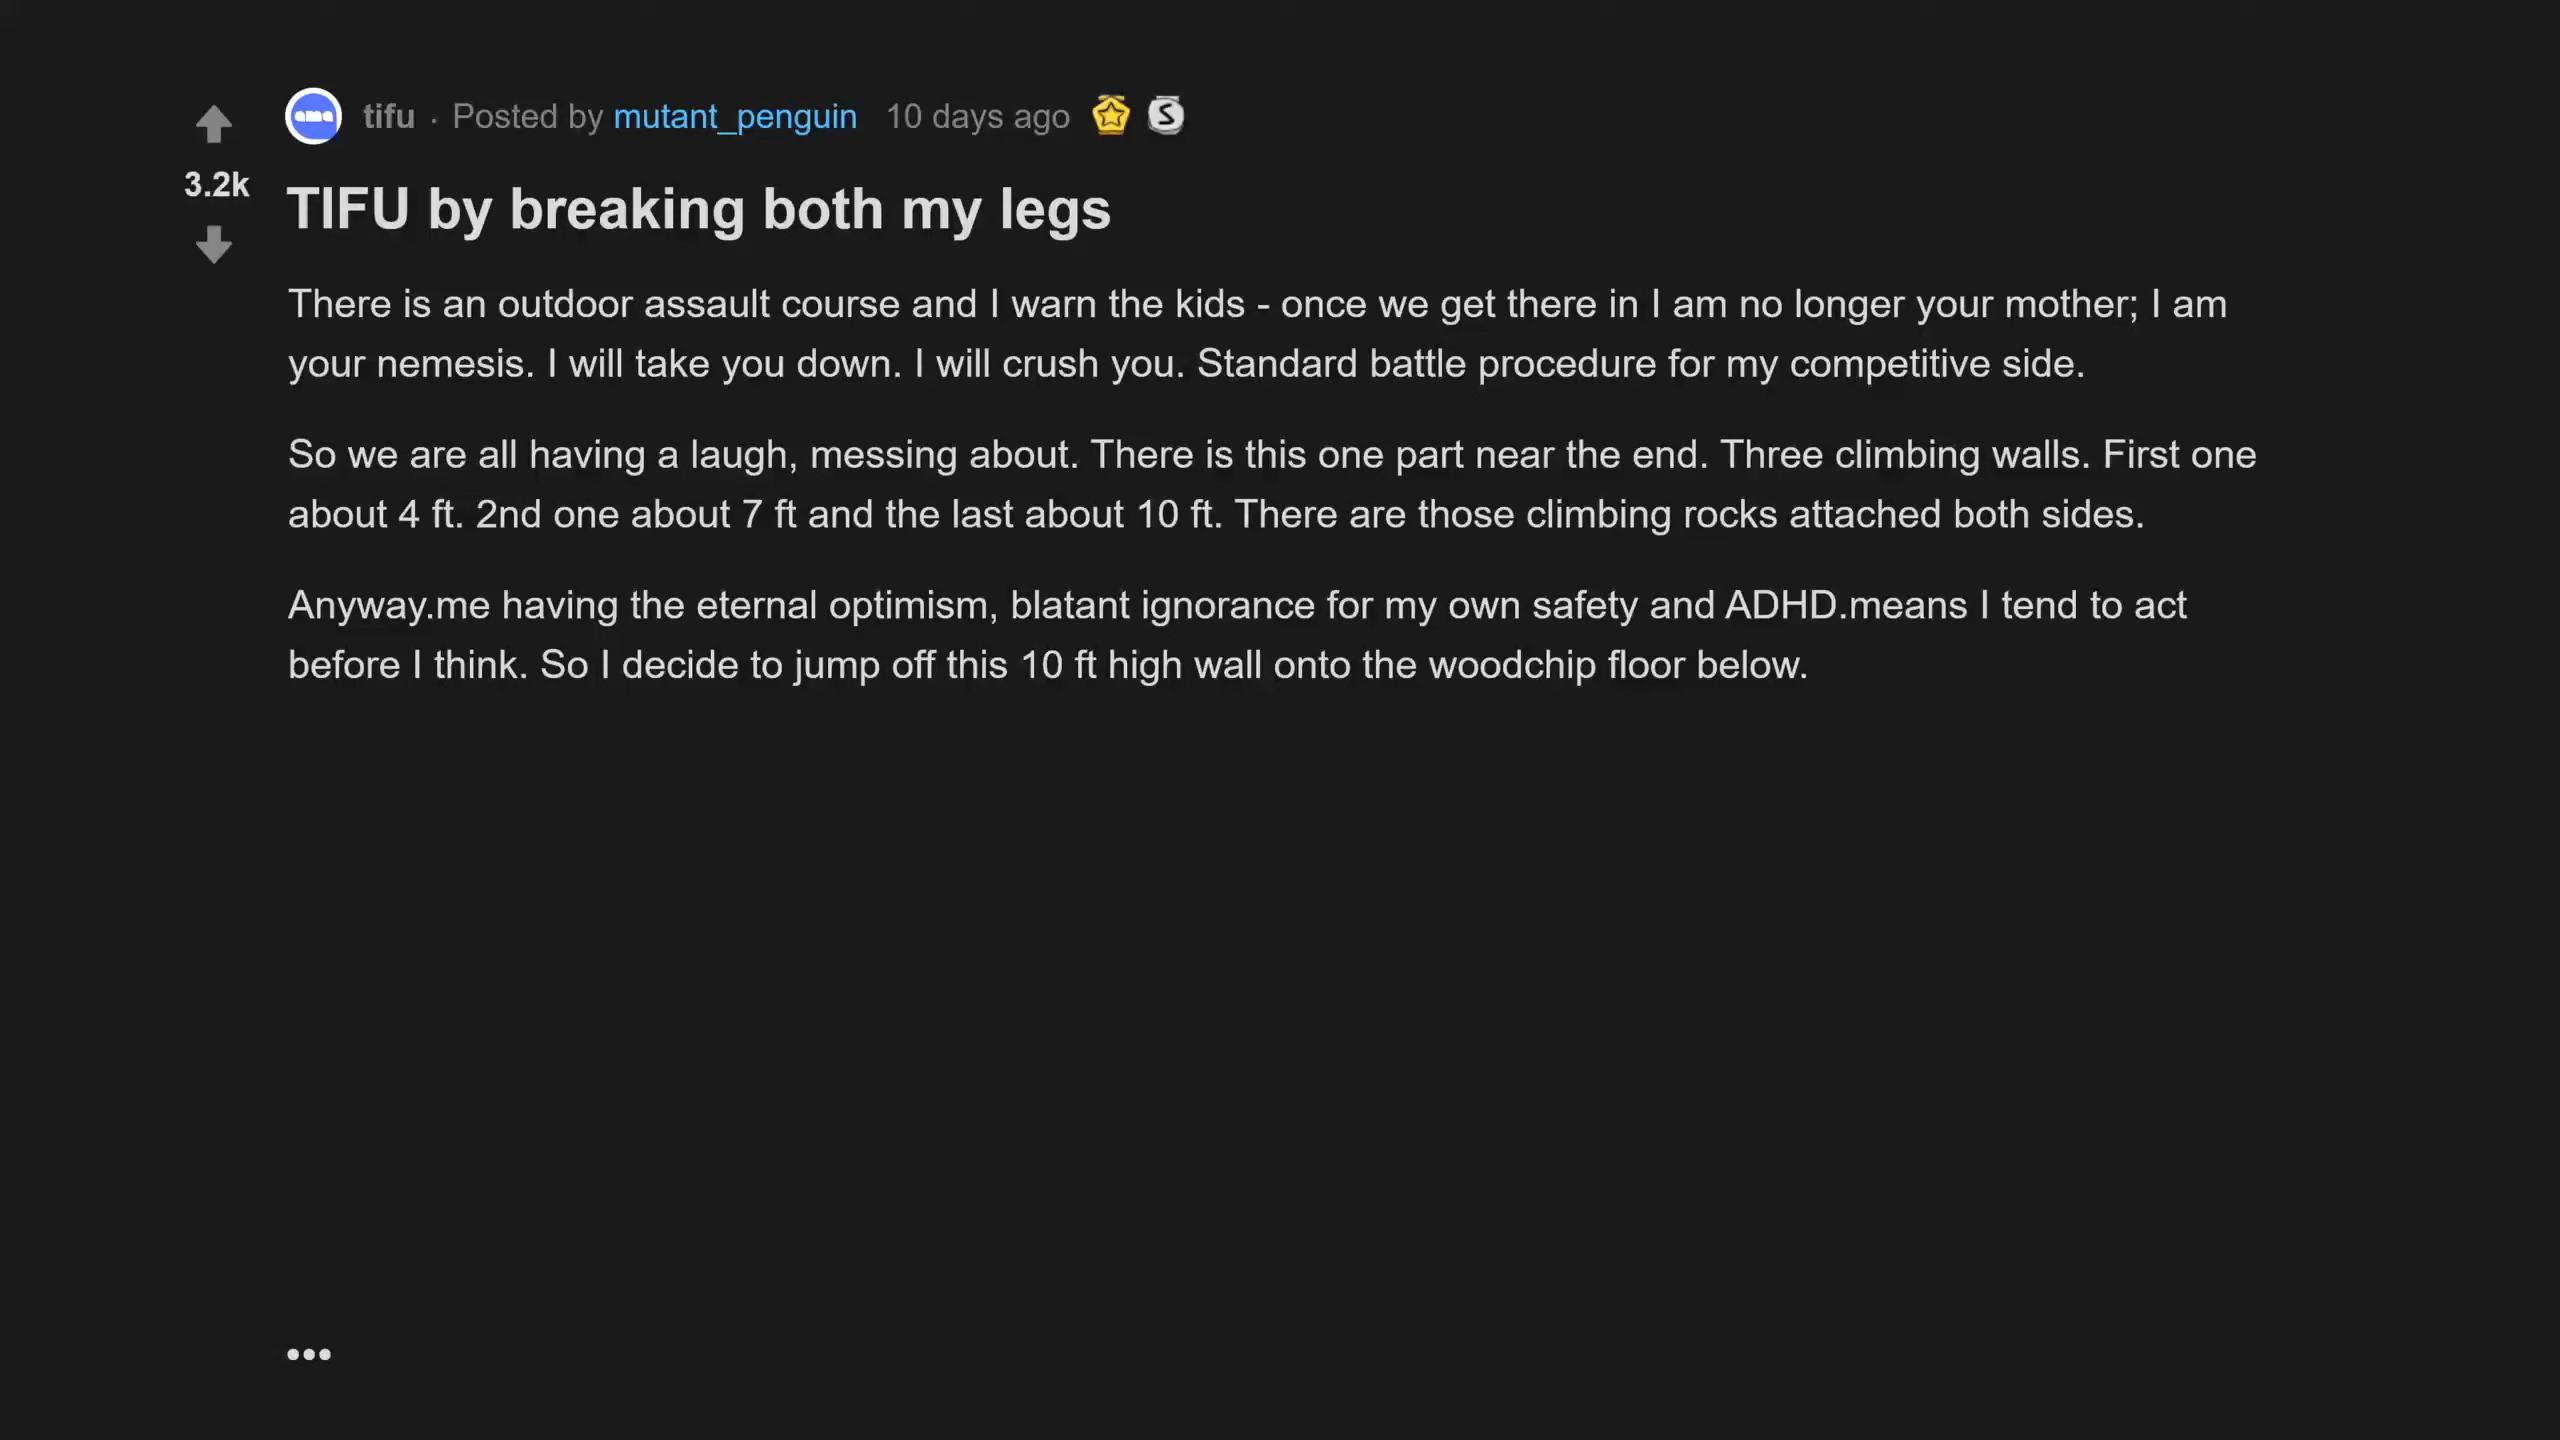 tifu · Posted by mutant_penguin 10 days ago
3.2k
TIFU by breaking both my legs
There is an outdoor assault course and I warn the kids - once we get there in I am no longer your mother; I am
your nemesis. I will take you down. I will crush you. Standard battle procedure for my competitive side.
So we are all having a laugh, messing about. There is this one part near the end. Three climbing walls. First one
about 4 ft. 2nd one about 7 ft and the last about 10 ft. There are those climbing rocks attached both sides.
Anyway.me having the eternal optimism, blatant ignorance for my own safety and ADHD.means I tend to act
before I think. So I decide to jump off this 10 ft high wall onto the woodchip floor below.
•••